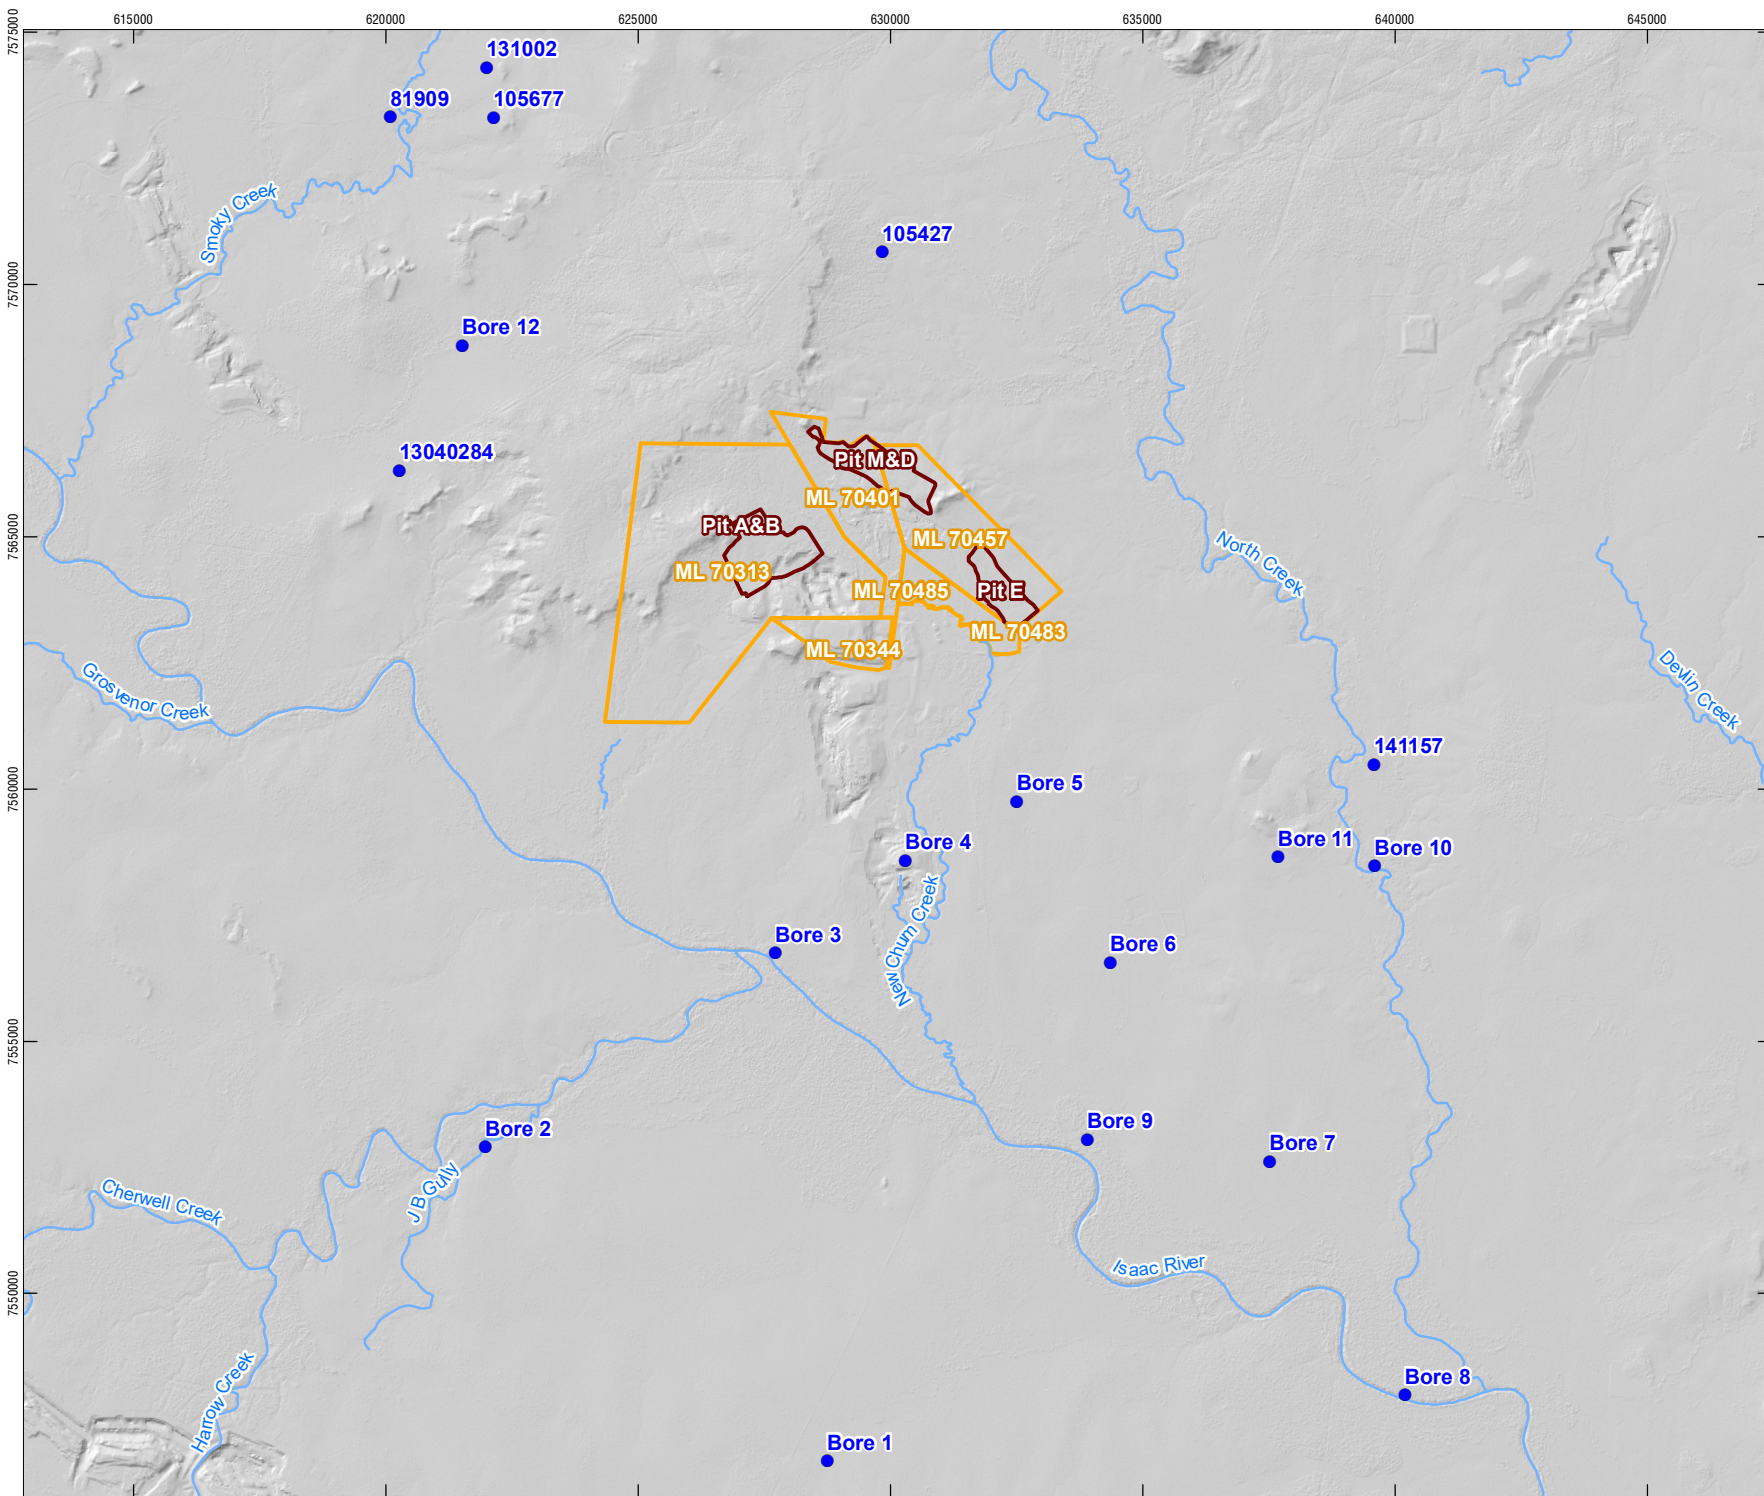 615000
620000
625000
630000
635000
640000
645000
7575000
7570000
7565000
7560000
7555000
7550000
131002
81909
105677
Smoky Creek
105427
Bore 12
13040284
Pit M&D
ML 70401
Pit A&B
ML 70457
ML 70313
ML 70485
Pit E
ML 70483
ML 70344
North Creek
Grosvenor Creek
Devlin Creek
141157
Bore 5
Bore 4
Bore 11
Bore 10
New Chum Creek
Bore 3
Bore 6
Bore 2
Bore 9
Bore 7
J B Gully
Cherwell Creek
Isaac River
Harrow Creek
Bore 8
Bore 1